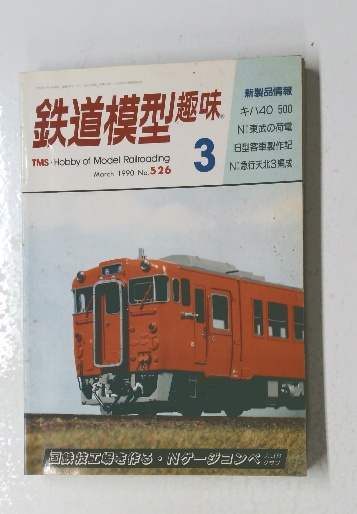 鉄道模型趣味
TMS・Hobby of Model Railroading
March 1990 No.526
3
新製品情報
キハ40 500
N:東武の荷電
旧型客車製作記
N:急行天北3編成
国鉄技工場を作る・Nゲージコンペ